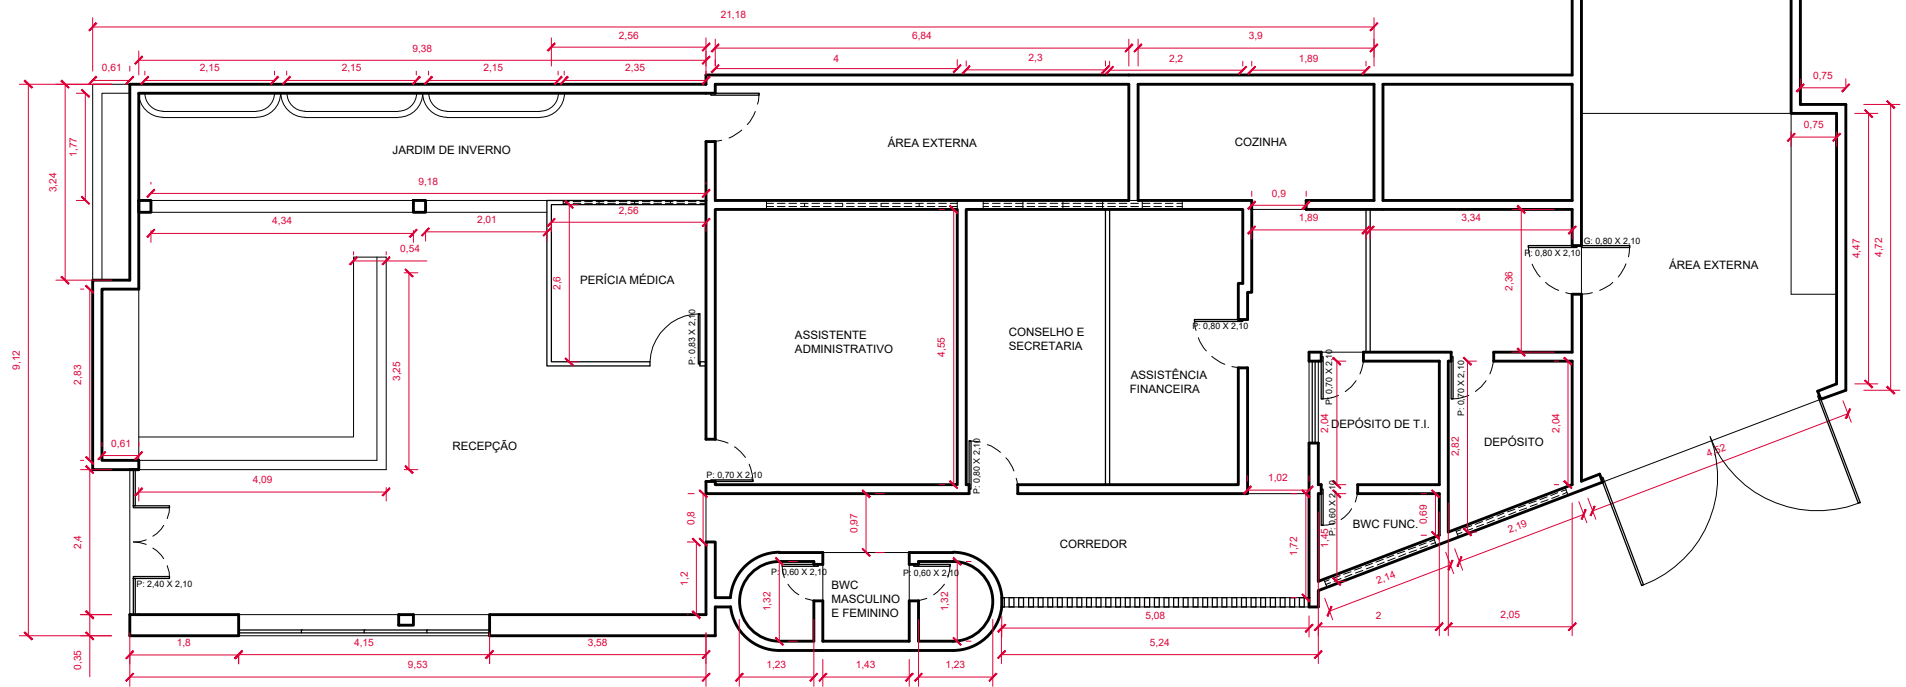 21,18
2,56
6,84
3,9
9,38
0,61
2,15
2,15
2,15
2,35
4
2,3
2,2
1,89
0,75
0,75
1,77
3,24
JARDIM DE INVERNO
ÁREA EXTERNA
COZINHA
9,18
0,9
4,34
2,01
2,56
1,89
3,34
0,54
G: 0,80 X 2,10
P: 0,80 X 2,10
4,47
4,72
ÁREA EXTERNA
PERÍCIA MÉDICA
2,6
2,36
P: 0,83 X 2,10
P: 0,80 X 2,10
ASSISTENTE
ADMINISTRATIVO
4,55
CONSELHO E
SECRETARIA
ASSISTÊNCIA
FINANCEIRA
9,12
2,83
3,25
P: 0,70 X 2,10
P: 0,70 X 2,10
2,04
DEPÓSITO DE T.I.
2,82
DEPÓSITO
2,04
0,61
RECEPÇÃO
4,52
P: 0,70 X 2,10
P: 0,80 X 2,10
4,09
1,02
2,4
0,8
0,97
CORREDOR
1,72
P: 0,60 X 2,10
1,45
BWC FUNC.
0,69
2,19
P: 2,40 X 2,10
1,2
P: 0,60 X 2,10
P: 0,60 X 2,10
1,32
BWC
MASCULINO
E FEMININO
1,32
2,14
5,08
2
2,05
0,35
1,8
4,15
3,58
5,24
9,53
1,23
1,43
1,23